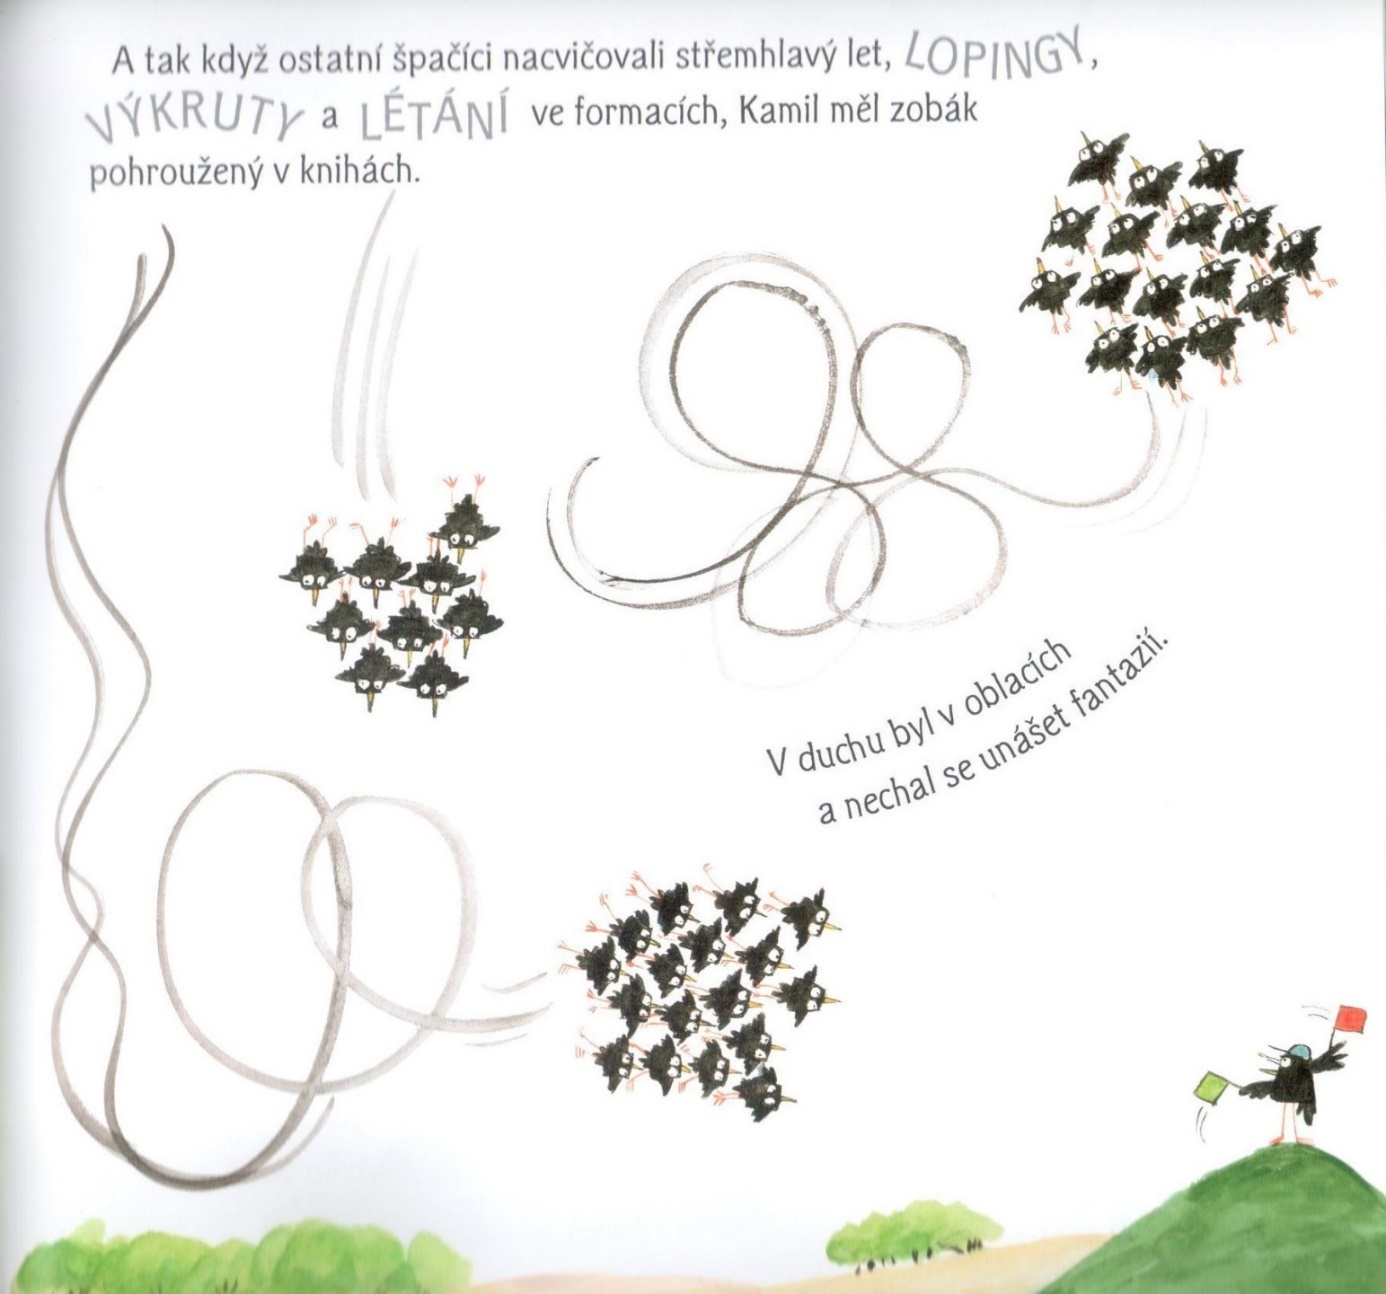 A tak když ostatní špačíci nacvičovali střemhlavý let, LOPINGY,
VÝKRUTY a LÉTÁNÍ ve formacích, Kamil měl zobák
pohroužený v knihách.
V duchu byl v oblacích
a nechal se unášet fantazií.